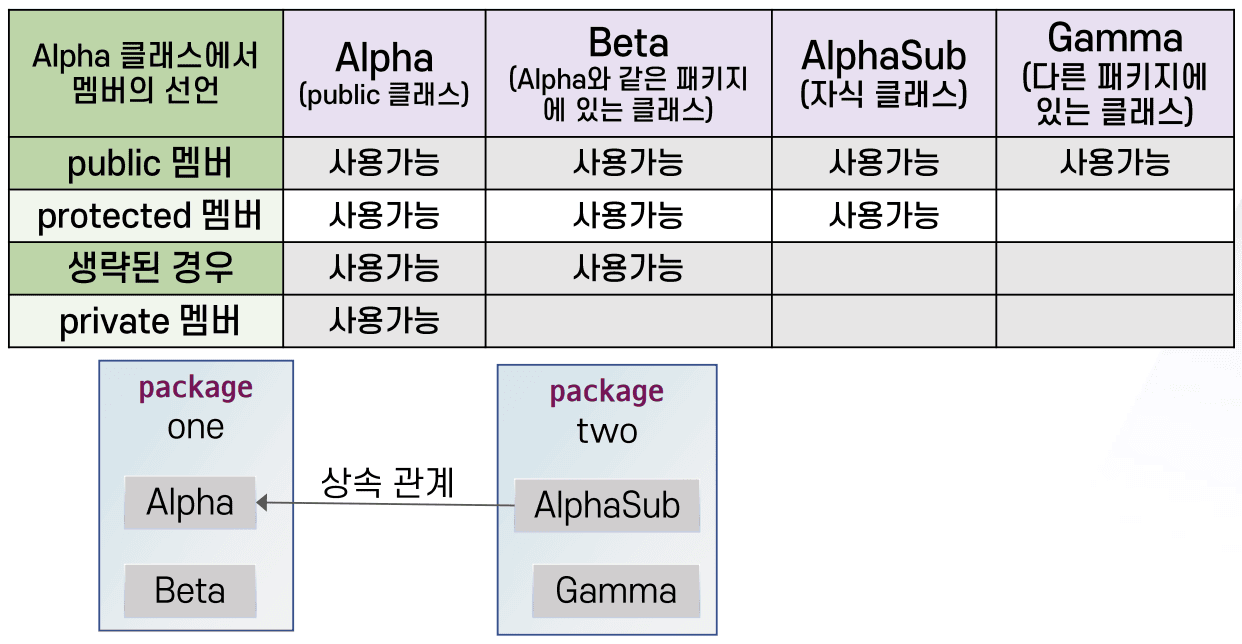 Alpha 클래스에서
멤버의 선언
Alpha
(public 클래스)
Beta
(Alpha와 같은 패키지
에 있는 클래스)
AlphaSub
(자식 클래스)
Gamma
(다른 패키지에
있는 클래스)
public 멤버
사용가능
사용가능
사용가능
사용가능
protected 멤버
사용가능
사용가능
사용가능
생략된 경우
사용가능
사용가능
private 멤버
사용가능
package
one
Alpha
Beta
상속 관계
package
two
AlphaSub
Gamma